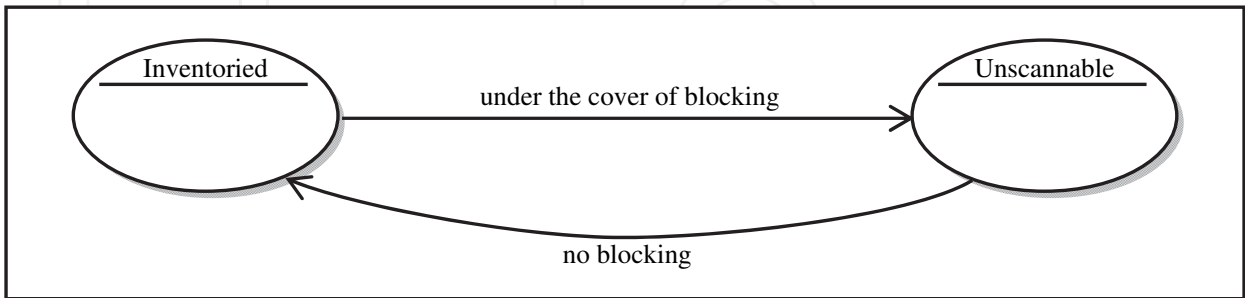 Inventoried
Unscannable
under the cover of blocking
no blocking